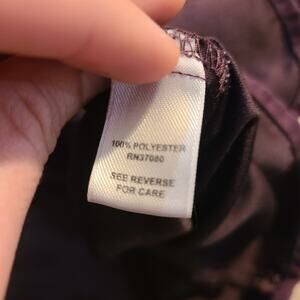 100% POLYESTER
RN37080
SEE REVERSE
FOR CARE